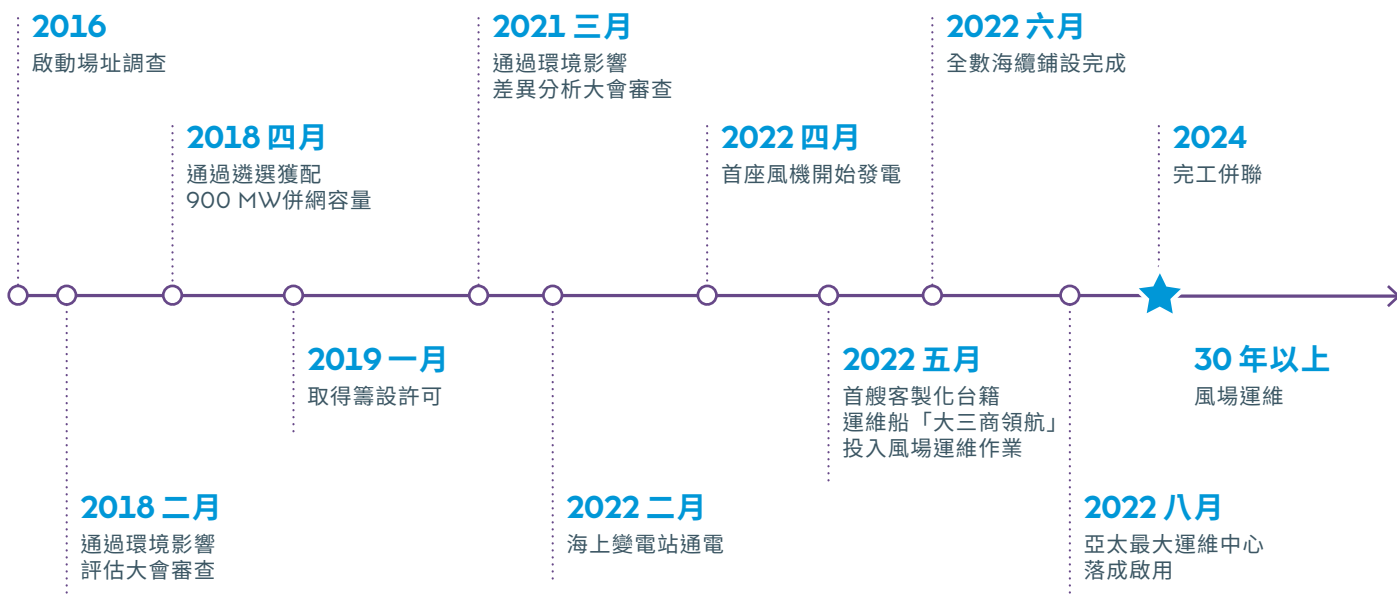 2016
啟動場址調查
2018 二月
通過環境影響
評估大會審查
2018 四月
通過遴選獲配
900 MW併網容量
2019 一月
取得籌設許可
2021 三月
通過環境影響
差異分析大會審查
2022 二月
海上變電站通電
2022 四月
首座風機開始發電
2022 五月
首艘客製化台籍
運維船「大三商領航」
投入風場運維作業
2022 六月
全數海纜鋪設完成
2022 八月
亞太最大運維中心
落成啟用
2024
完工併聯
30 年以上
風場運維